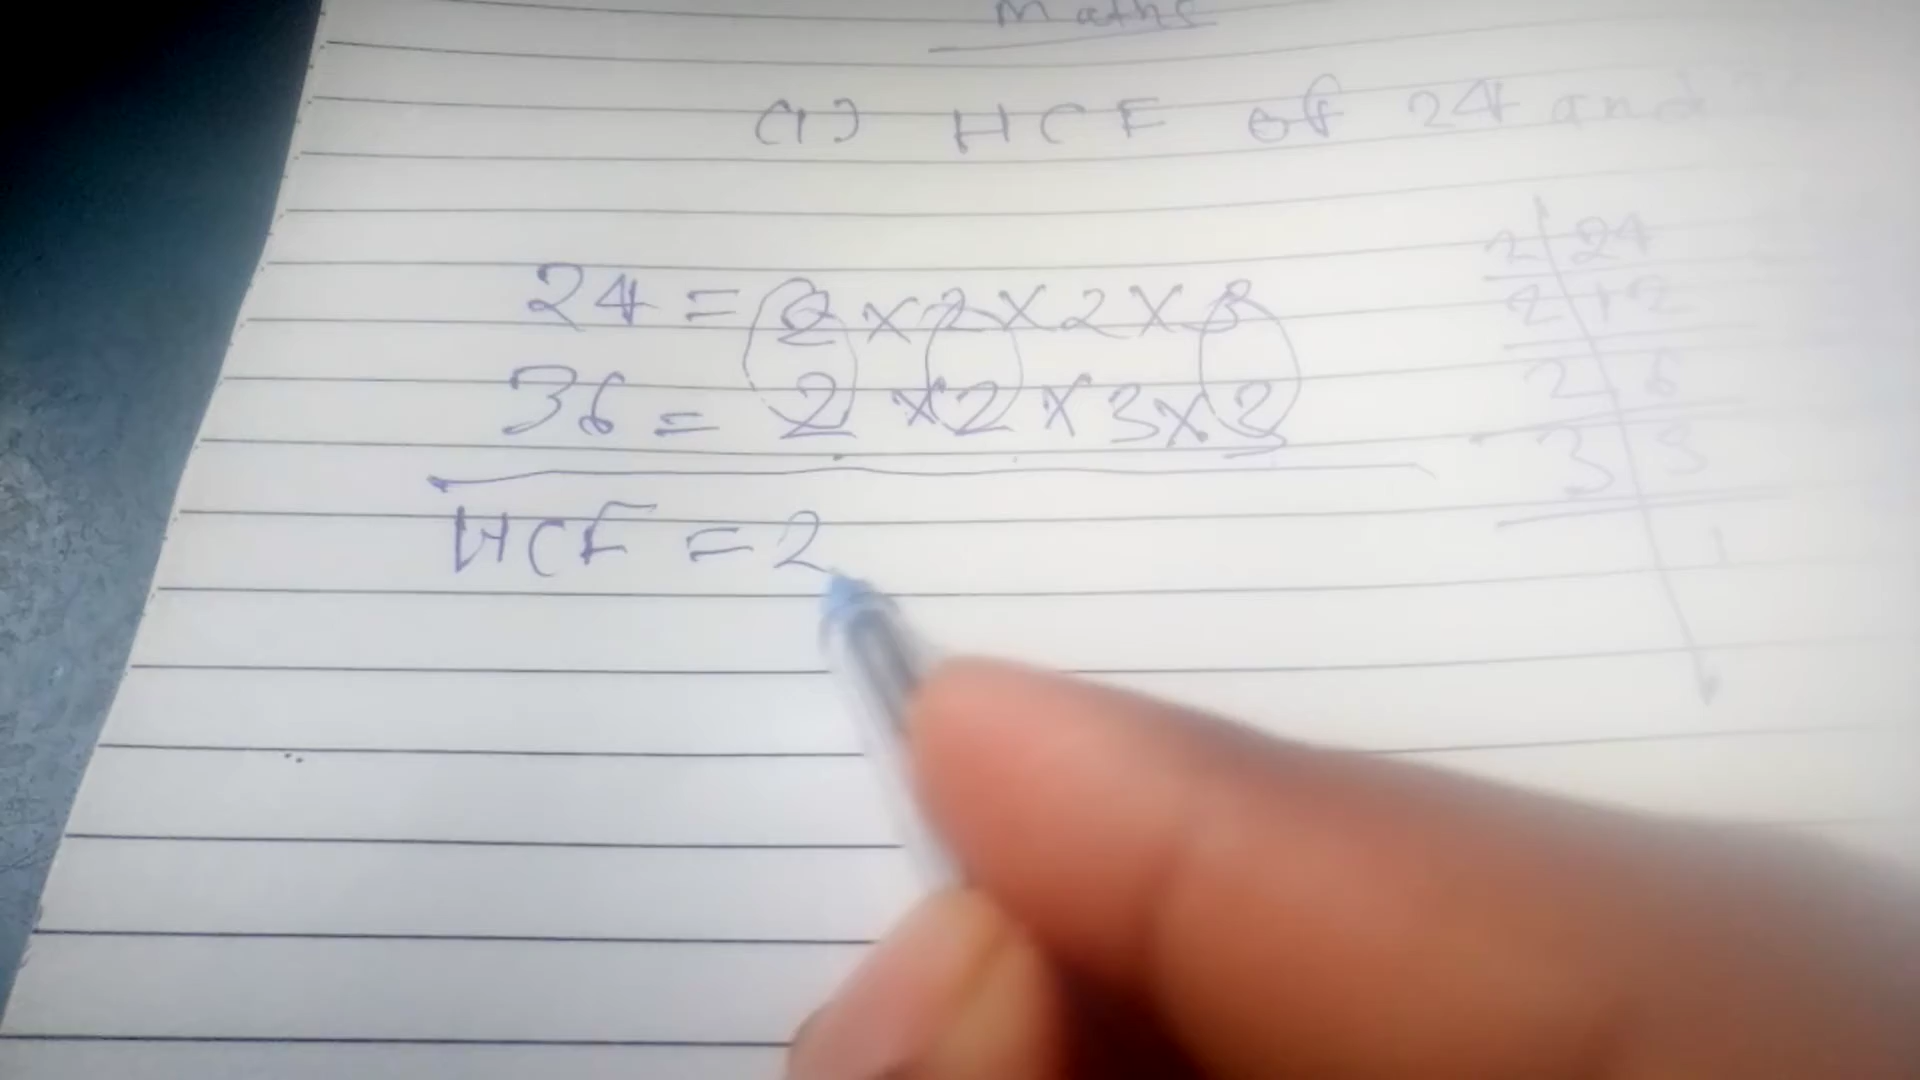 Maths
(1) HCF of 24 and
24 = 2 x 2 x 2 x 3
36 = 2 x 2 x 3 x 3
HCF = 2
2 24
2 12
2 6
3 3
1